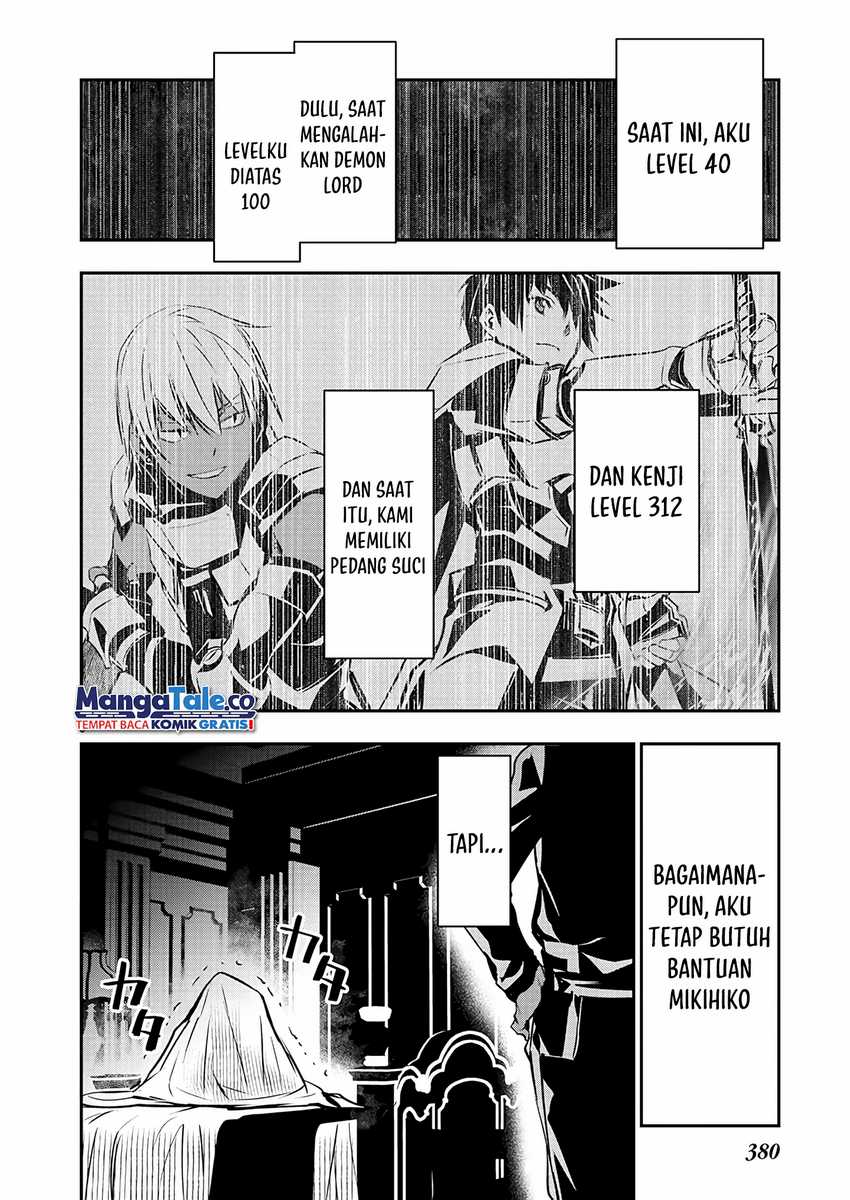 SAAT INI, AKU
LEVEL 40
DULU, SAAT
MENGALAH-
KAN DEMON
LORD
LEVELKU
DIATAS
100
DAN KENJI
LEVEL 312
DAN SAAT
ITU, KAMI
MEMILIKI
PEDANG SUCI
MangaTale.co
TEMPAT BACA KOMIK GRATIS!
BAGAIMANA-
PUN, AKU
TETAP BUTUH
BANTUAN
MIKIHIKO
TAPI...
カタ
カタ
380